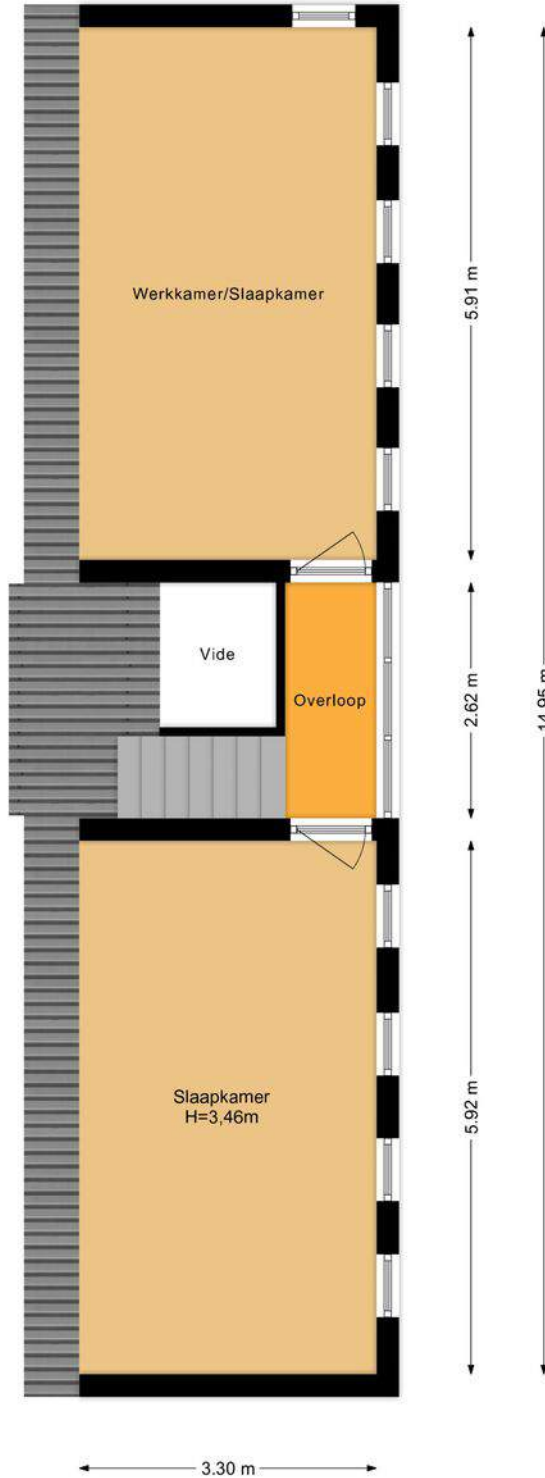 Werkkamer/Slaapkamer
5.91 m
Vide
Overloop
2.62 m
14.95 m
Slaapkamer
H=3,46m
5.92 m
3.30 m